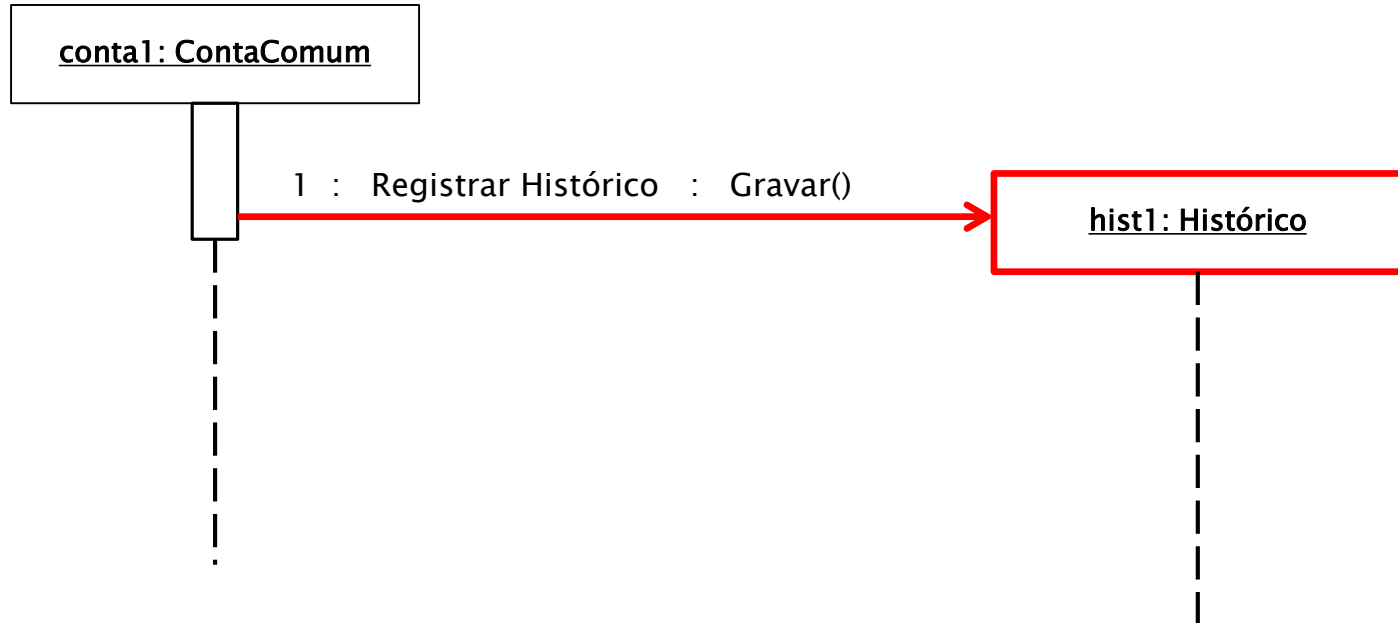 conta1: ContaComum
1 : Registrar Histórico : Gravar()
hist1: Histórico